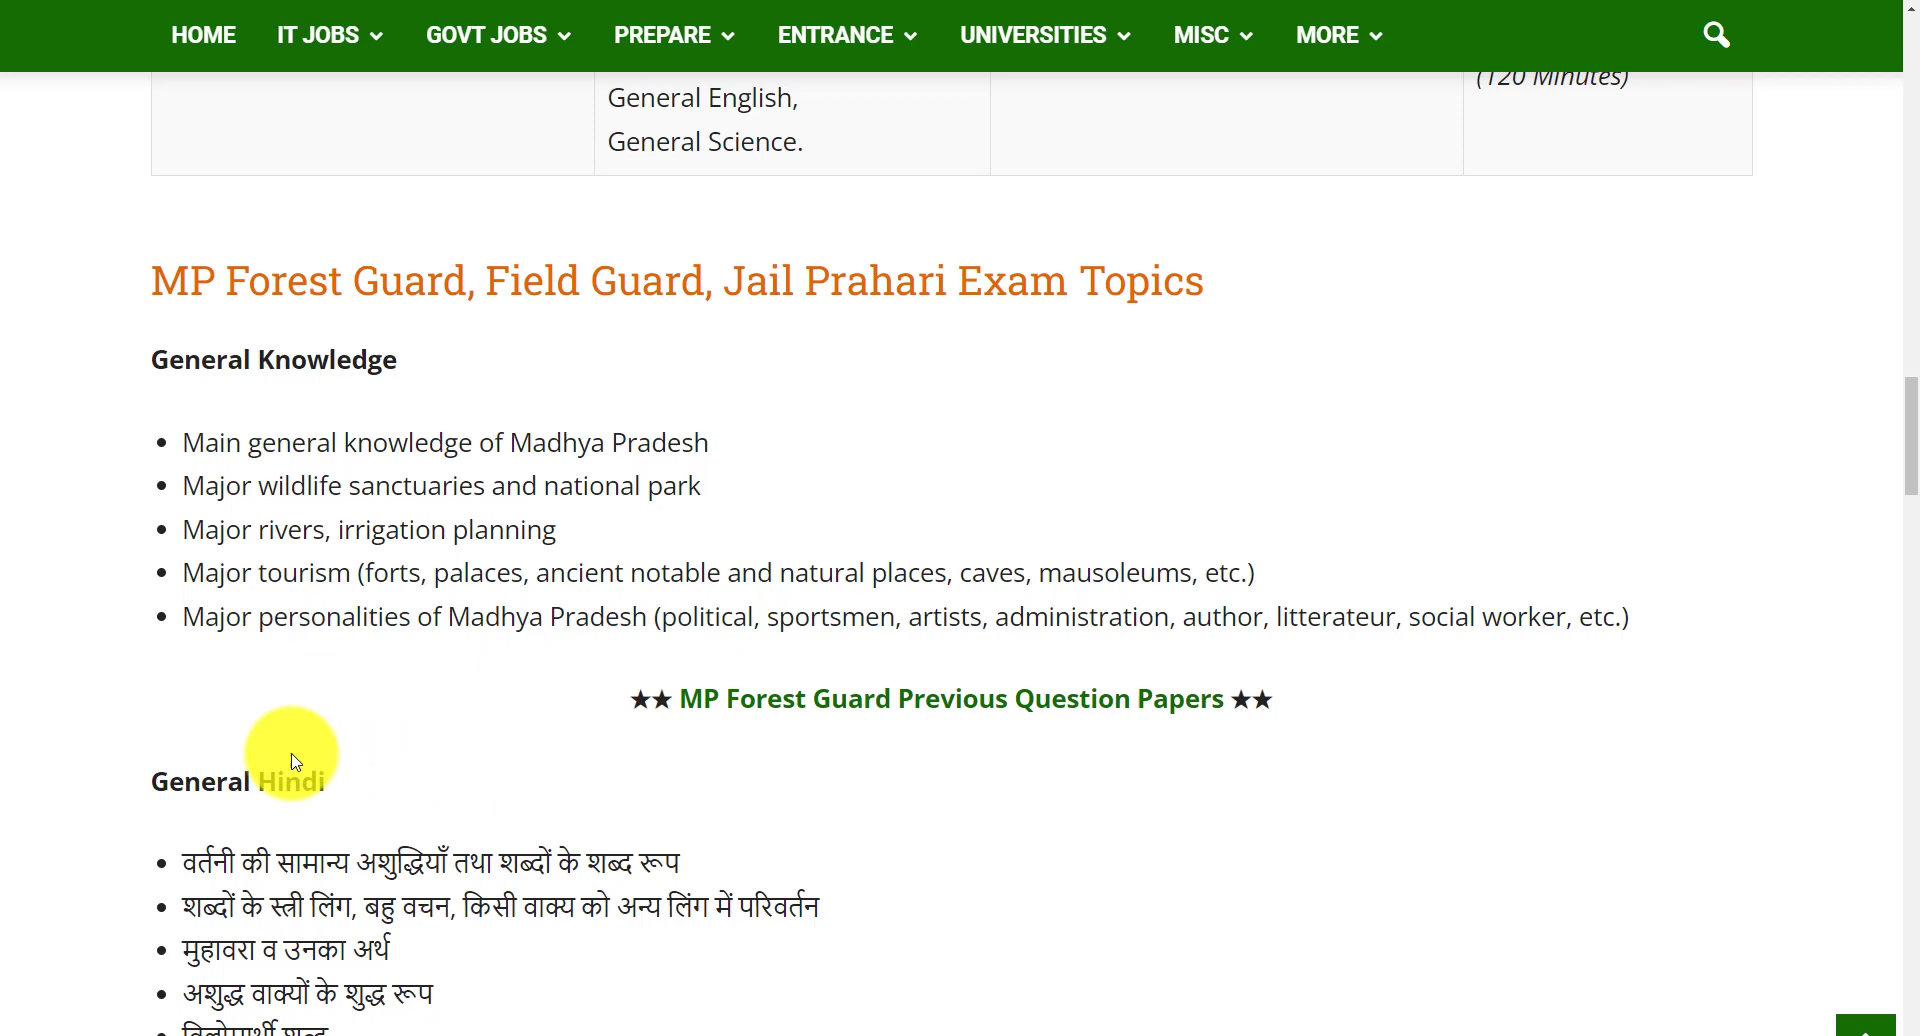 HOME IT JOBS GOVT JOBS PREPARE ENTRANCE UNIVERSITIES MISC MORE
(120 Minutes)
General English,
General Science.
MP Forest Guard, Field Guard, Jail Prahari Exam Topics
General Knowledge
• Main general knowledge of Madhya Pradesh
• Major wildlife sanctuaries and national park
• Major rivers, irrigation planning
• Major tourism (forts, palaces, ancient notable and natural places, caves, mausoleums, etc.)
• Major personalities of Madhya Pradesh (political, sportsmen, artists, administration, author, litterateur, social worker, etc.)
★★ MP Forest Guard Previous Question Papers ★★
General Hindi
• वर्तनी की सामान्य अशुद्धियाँ तथा शब्दों के शब्द रूप
• शब्दों के स्त्री लिंग, बहु वचन, किसी वाक्य को अन्य लिंग में परिवर्तन
• मुहावरा व उनका अर्थ
• अशुद्ध वाक्यों के शुद्ध रूप
• विलोमार्थी शब्द